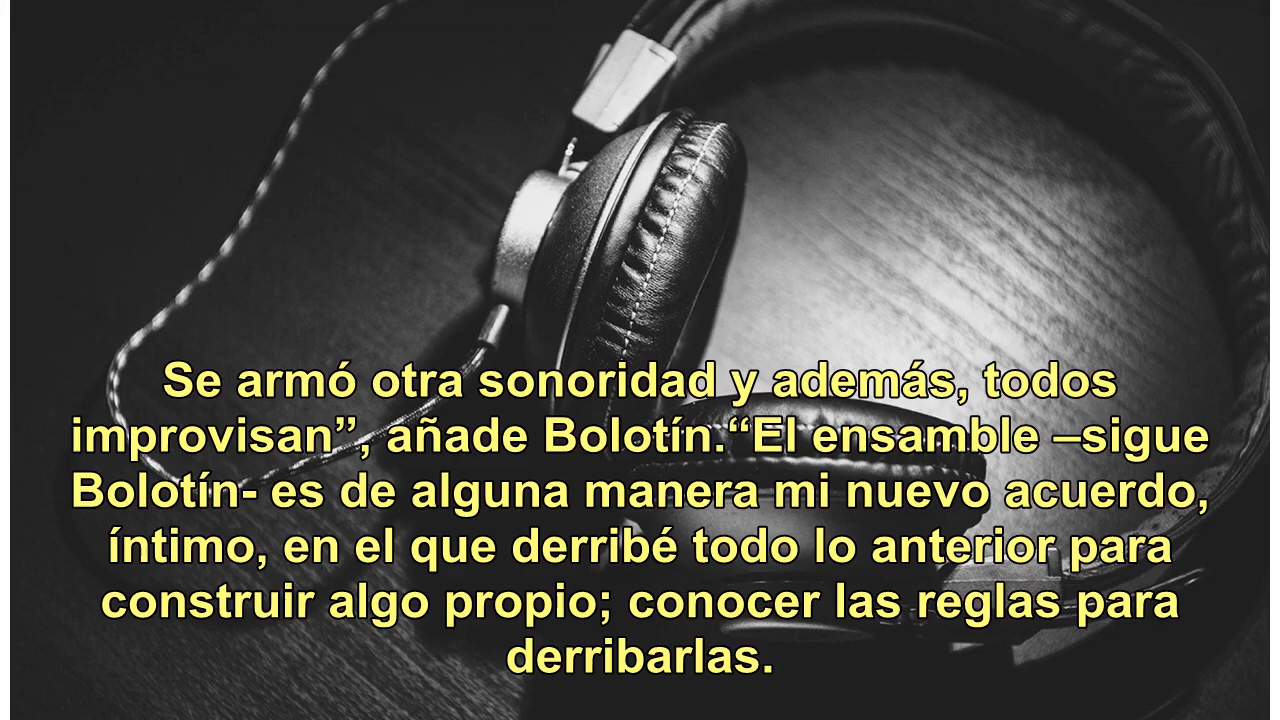 Se armó otra sonoridad y además, todos
improvisan”, añade Bolotín.“El ensamble –sigue
Bolotín- es de alguna manera mi nuevo acuerdo,
íntimo, en el que derribé todo lo anterior para
construir algo propio; conocer las reglas para
derribarlas.